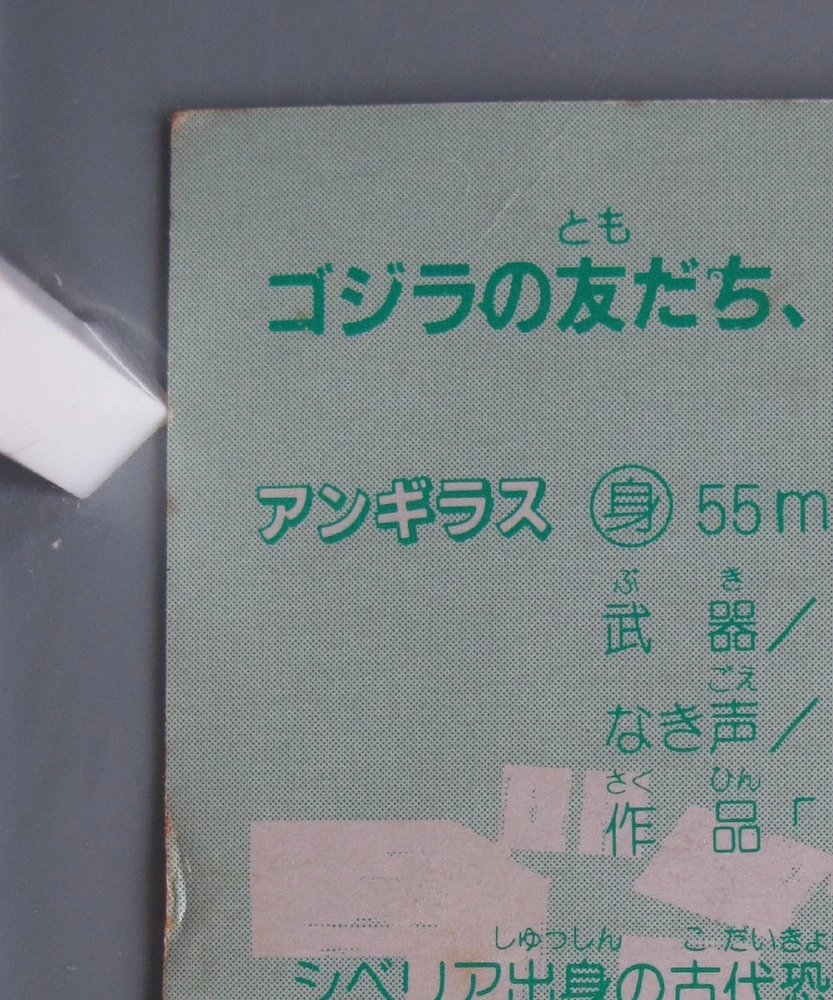 とも
ゴジラの友だち、
アンギラス 身 55m
ぶ き
武器/
ごえ
なき声/
さく ひん
作品「
しゅっしん こだいきょ
シベリア出身の古代恐